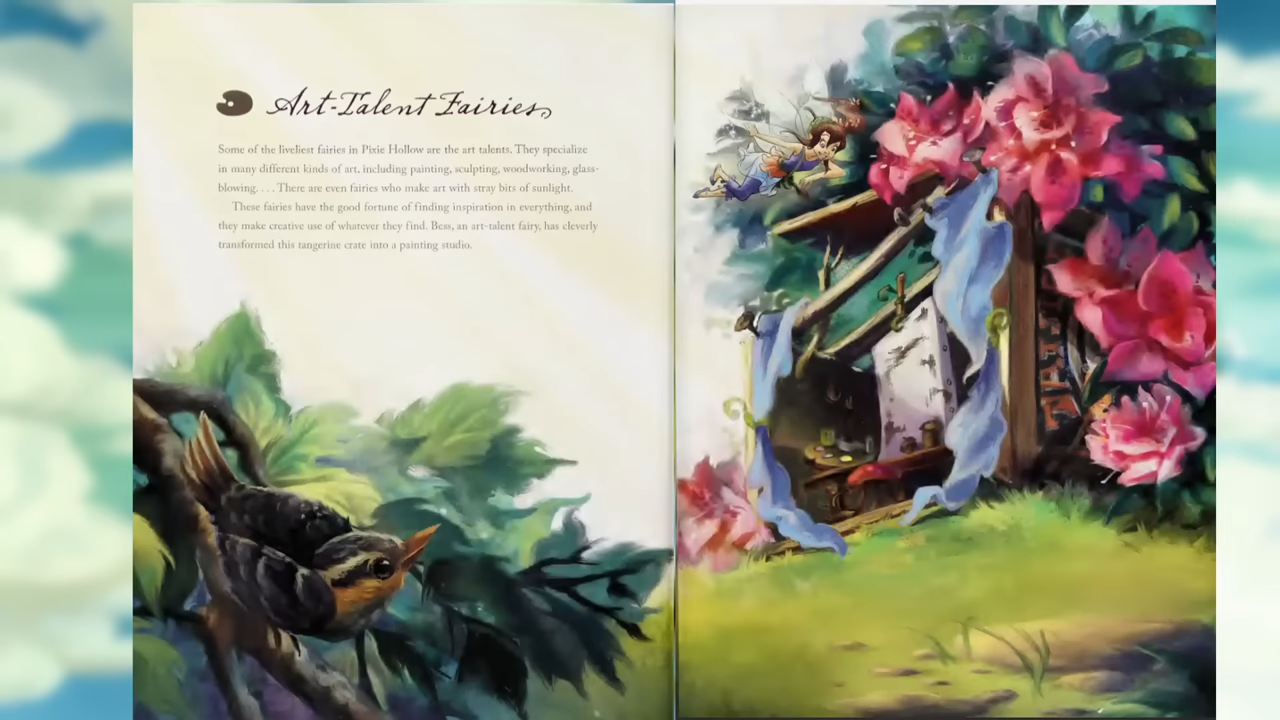 Art-Talent Fairies
Some of the liveliest fairies in Pixie Hollow are the art talents. They specialize
in many different kinds of art, including painting, sculpting, woodworking, glass-
blowing. . . . There are even fairies who make art with stray bits of sunlight.
These fairies have the good fortune of finding inspiration in everything, and
they make creative use of whatever they find. Bess, an art-talent fairy, has cleverly
transformed this tangerine crate into a painting studio.